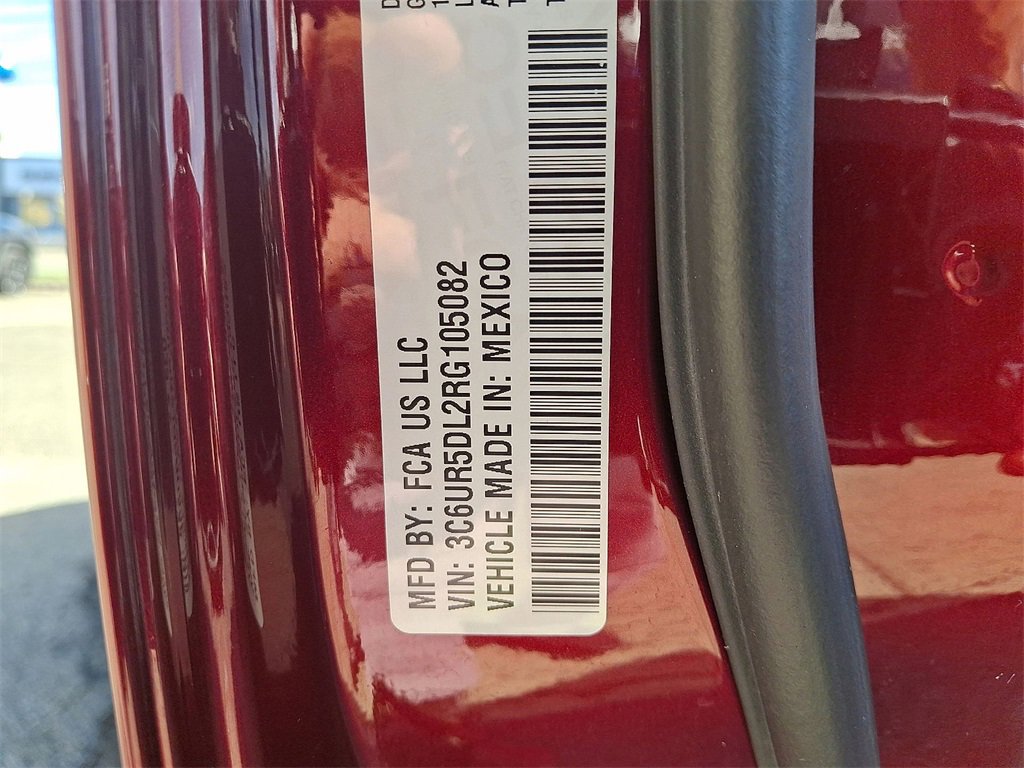 MFD BY: FCA US LLC
VIN: 3C6UR5DL2RG105082
VEHICLE MADE IN: MEXICO